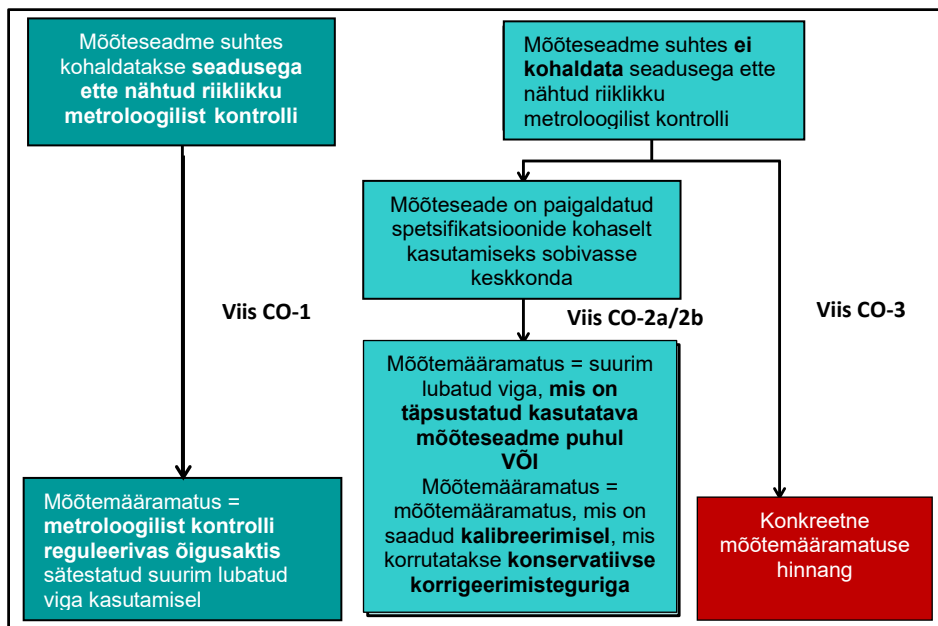 Mõõteseadme suhtes
kohaldatakse seadusega
ette nähtud riiklikku
metroloogilist kontrolli
Mõõteseadme suhtes ei
kohaldata seadusega ette
nähtud riiklikku
metroloogilist kontrolli
Mõõteseade on paigaldatud
spetsifikatsioonide kohaselt
kasutamiseks sobivasse
keskkonda
Viis CO-1
Viis CO-2a/2b
Viis CO-3
Mõõtemääramatus = suurim
lubatud viga, mis on
täpsustatud kasutatava
mõõteseadme puhul
VÕI
Mõõtemääramatus =
mõõtemääramatus, mis on
saadud kalibreerimisel, mis
korrutatakse konservatiivse
korrigeerimisteguriga
Mõõtemääramatus =
metroloogilist kontrolli
reguleerivas õigusaktis
sätestatud suurim lubatud
viga kasutamisel
Konkreetne
mõõtemääramatuse
hinnang